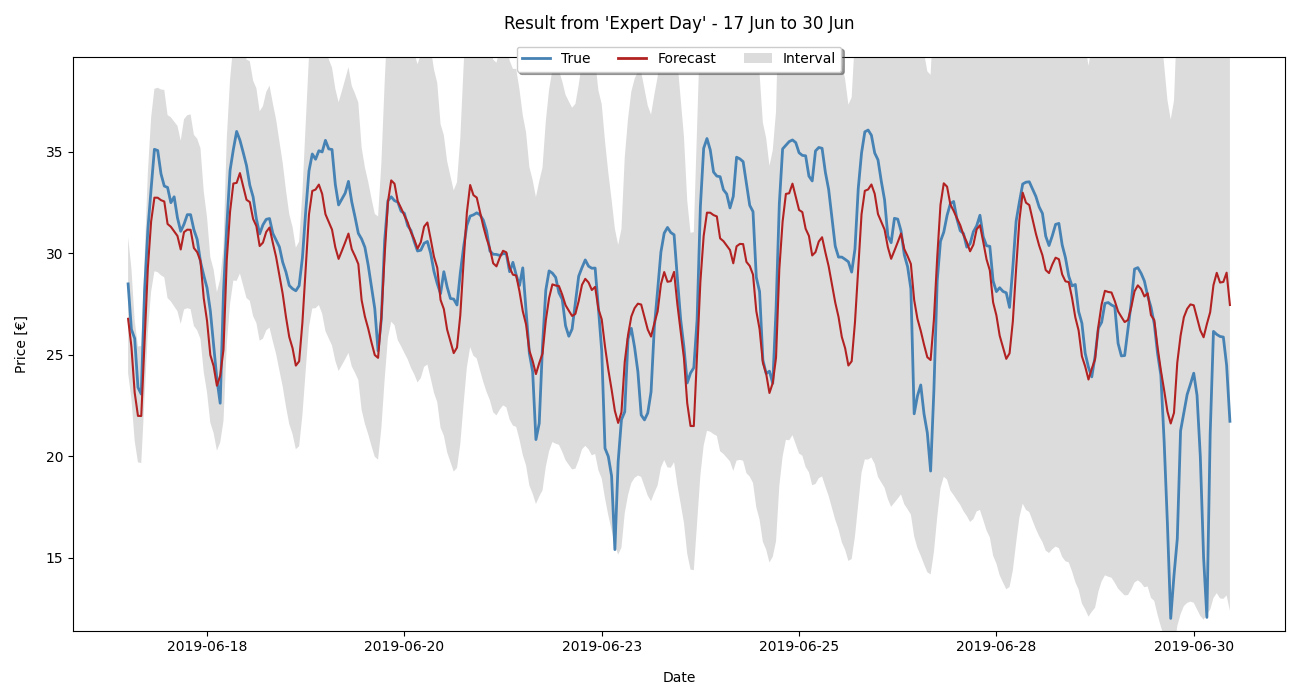 Result from 'Expert Day' - 17 Jun to 30 Jun
True Forecast Interval
Price [€]
35
30
25
20
15
2019-06-18 2019-06-20 2019-06-23 2019-06-25 2019-06-28 2019-06-30
Date